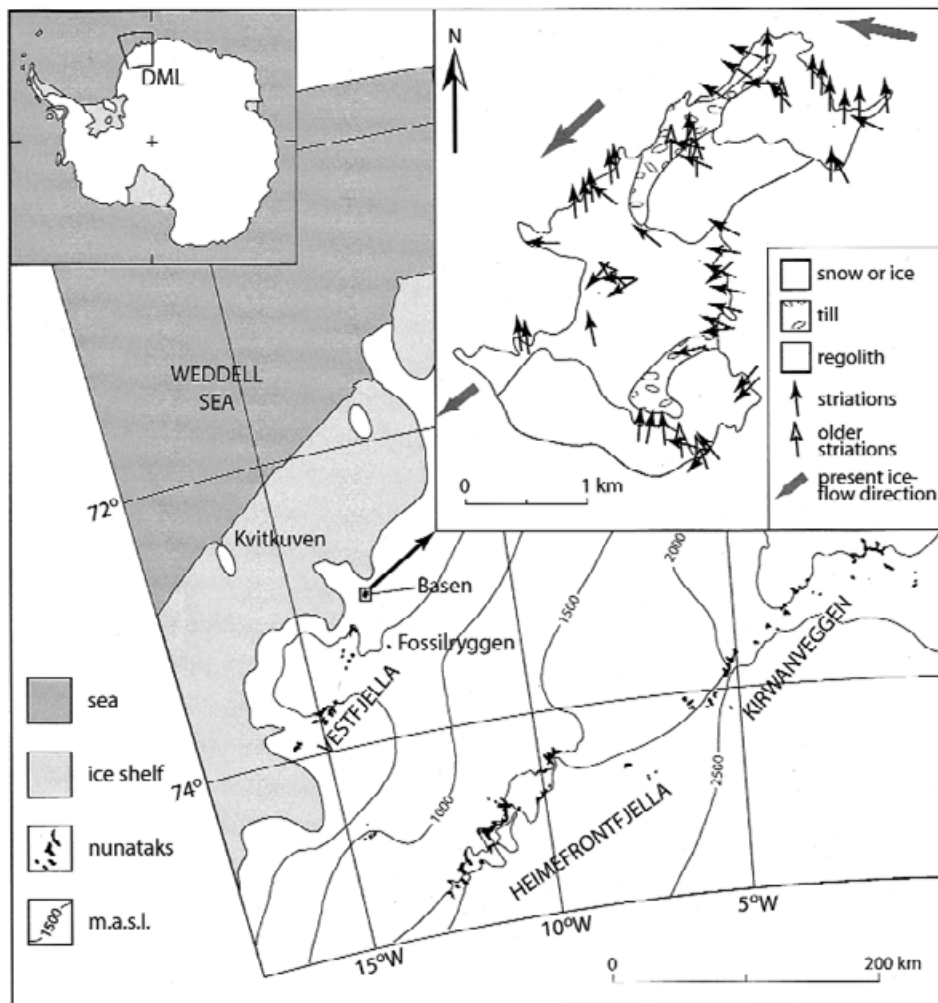 DML
N
WEDDELL
SEA
72°
Kvitkuven
Basen
Fossilryggen
VESTFJELLA
74°
1000
1500
2000
2500
HEIMEFRONTFJELLA
KIRWANVEGGEN
15°W
10°W
5°W
0 200 km
sea
ice shelf
nunataks
1500 m.a.s.l.
0 1 km
snow or ice
till
regolith
striations
older
striations
present ice-
flow direction